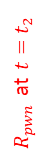 $R_{pwn}$ at $t = t_2$